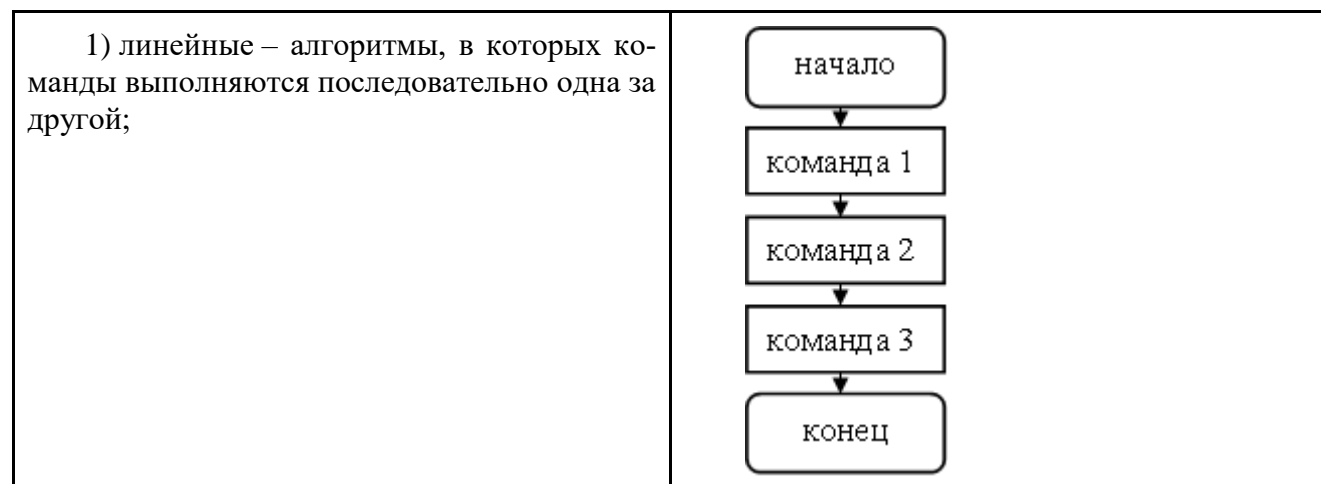 1) линейные – алгоритмы, в которых ко-
манды выполняются последовательно одна за
другой;
начало
команда 1
команда 2
команда 3
конец